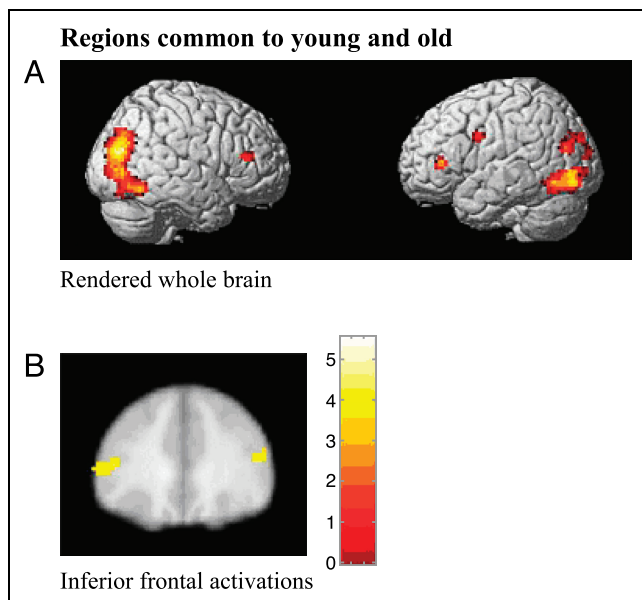 Regions common to young and old
A
Rendered whole brain
B
5
4
3
2
1
0
Inferior frontal activations